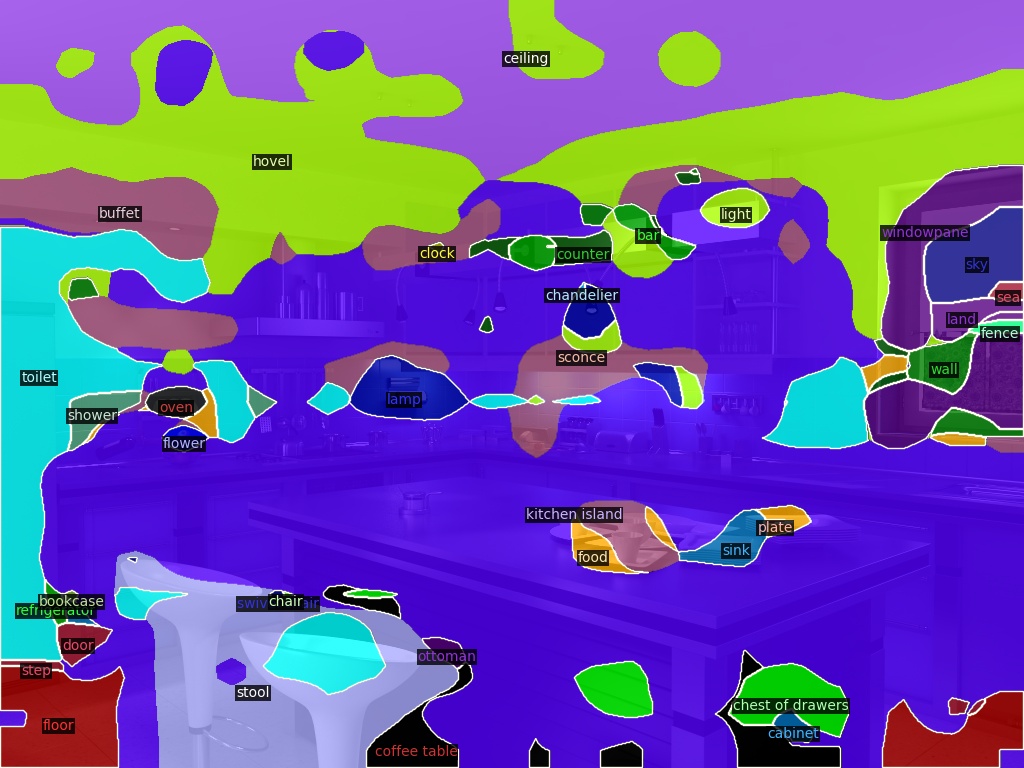 ceiling
hovel
buffet
light
windowpane
bar
clock
counter
sky
chandelier
sea
land
fence
sconce
wall
toilet
lamp
oven
shower
flower
kitchen island
plate
sink
food
bookcase
chair
refrigerator
door
ottoman
step
stool
chest of drawers
floor
cabinet
coffee table